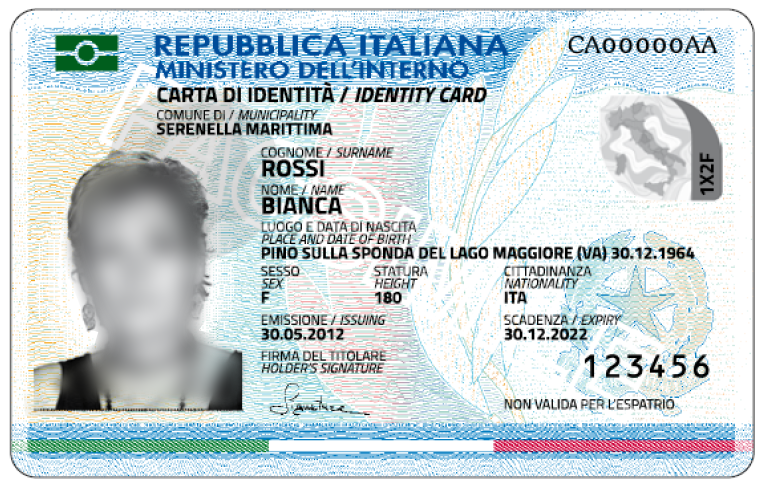 REPUBBLICA ITALIANA
CA00000AA
MINISTERO DELL'INTERNO
CARTA DI IDENTITÀ / IDENTITY CARD
COMUNE DI / MUNICIPALITY
SERENELLA MARITTIMA
COGNOME / SURNAME
ROSSI
1X2F
NOME / NAME
BIANCA
LUOGO E DATA DI NASCITA
PLACE AND DATE OF BIRTH
PINO SULLA SPONDA DEL LAGO MAGGIORE (VA) 30.12.1964
SESSO STATURA CITTADINANZA
SEX HEIGHT NATIONALITY
F 180 ITA
EMISSIONE / ISSUING SCADENZA / EXPIRY
30.05.2012 30.12.2022
FIRMA DEL TITOLARE
HOLDER'S SIGNATURE
123456
Signature
NON VALIDA PER L'ESPATRIO